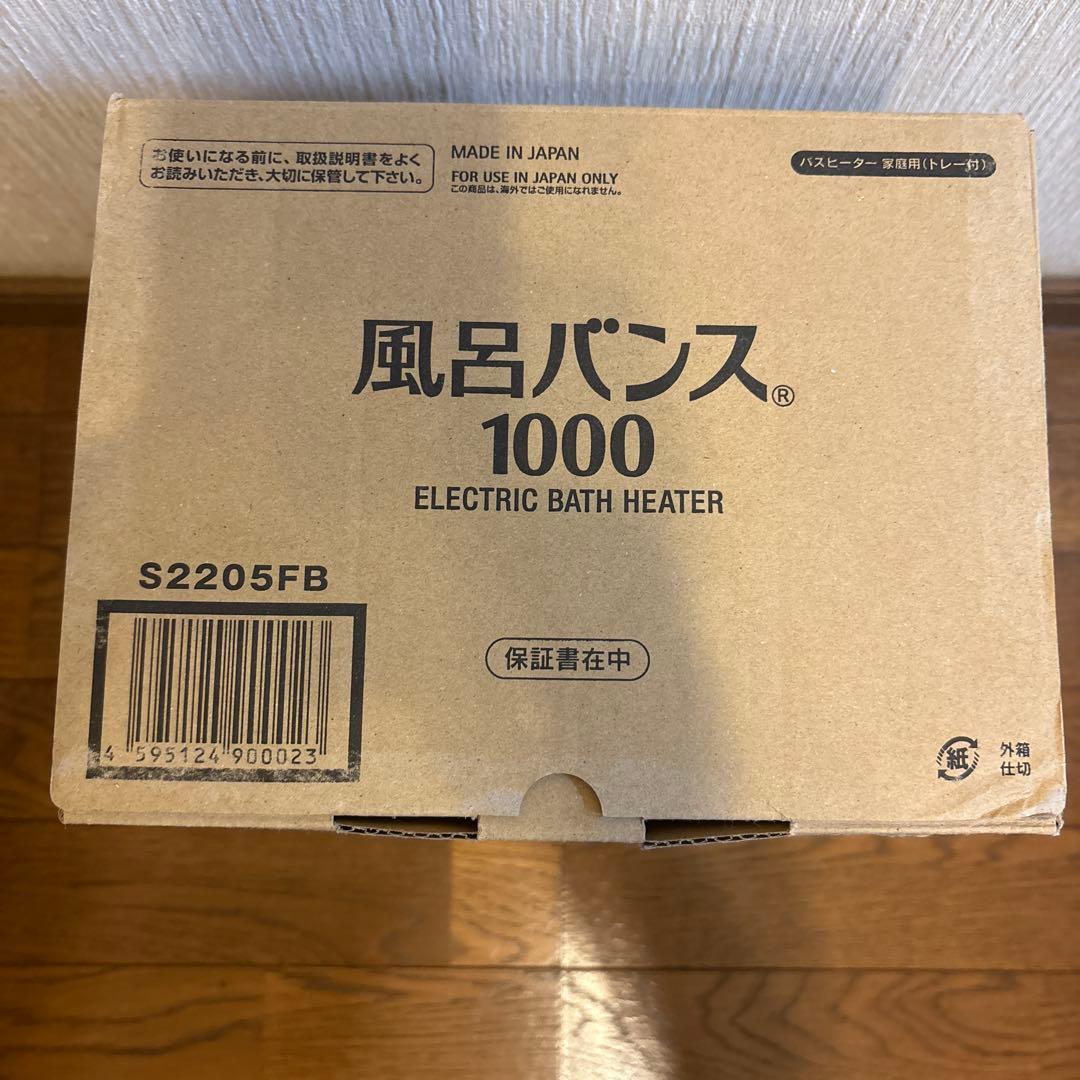 お使いになる前に、取扱説明書をよく
お読みいただき、大切に保管して下さい。
MADE IN JAPAN
FOR USE IN JAPAN ONLY
この商品は、海外ではご使用になれません。
バスヒーター 家庭用(トレー付)
風呂バンス®
1000
ELECTRIC BATH HEATER
S2205FB
4 595124 900023
保証書在中
紙
外箱
仕切